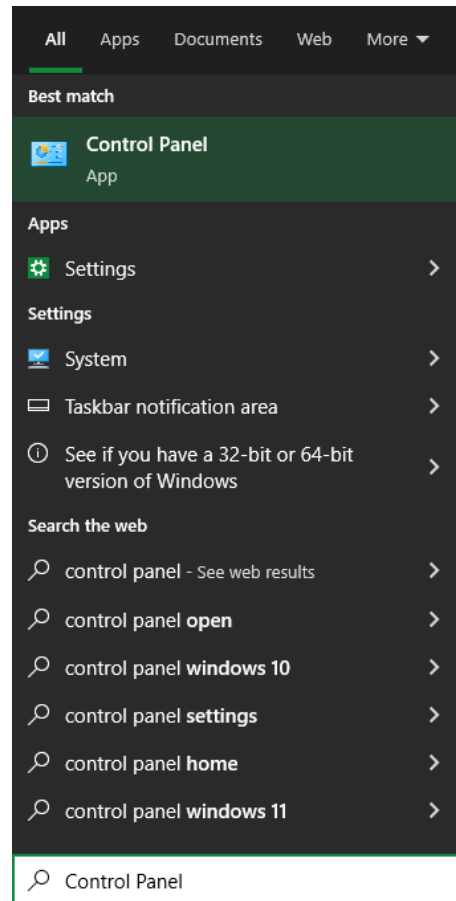 All Apps Documents Web More
Best match
Control Panel
App
Apps
Settings
Settings
System
Taskbar notification area
See if you have a 32-bit or 64-bit
version of Windows
Search the web
control panel - See web results
control panel open
control panel windows 10
control panel settings
control panel home
control panel windows 11
Control Panel